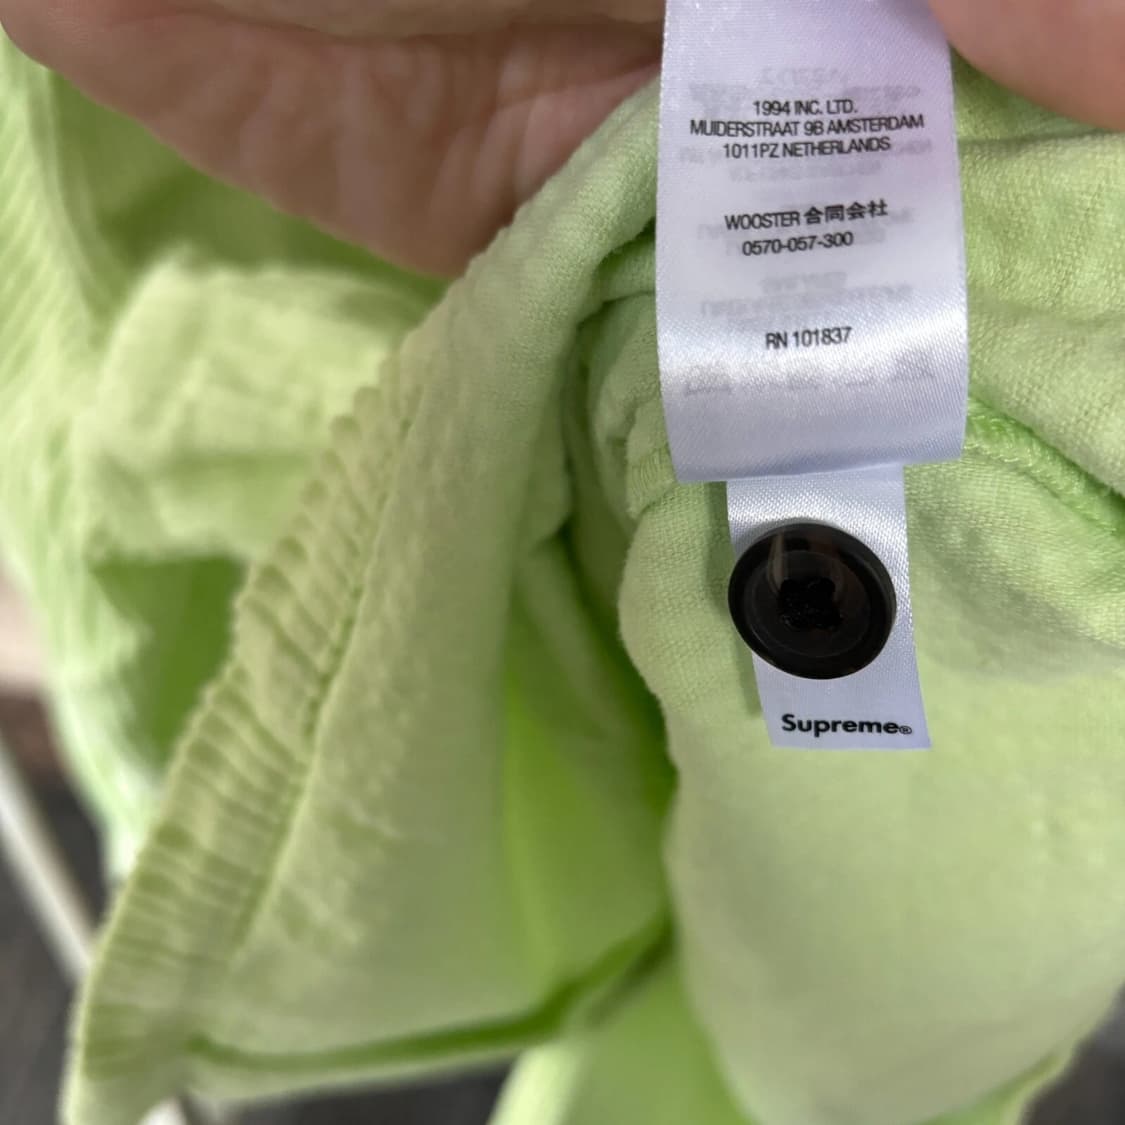 1994 INC. LTD.
MUIDERSTRAAT 9B AMSTERDAM
1011PZ NETHERLANDS
WOOSTER 合同会社
0570-057-300
RN 101837
Supreme®